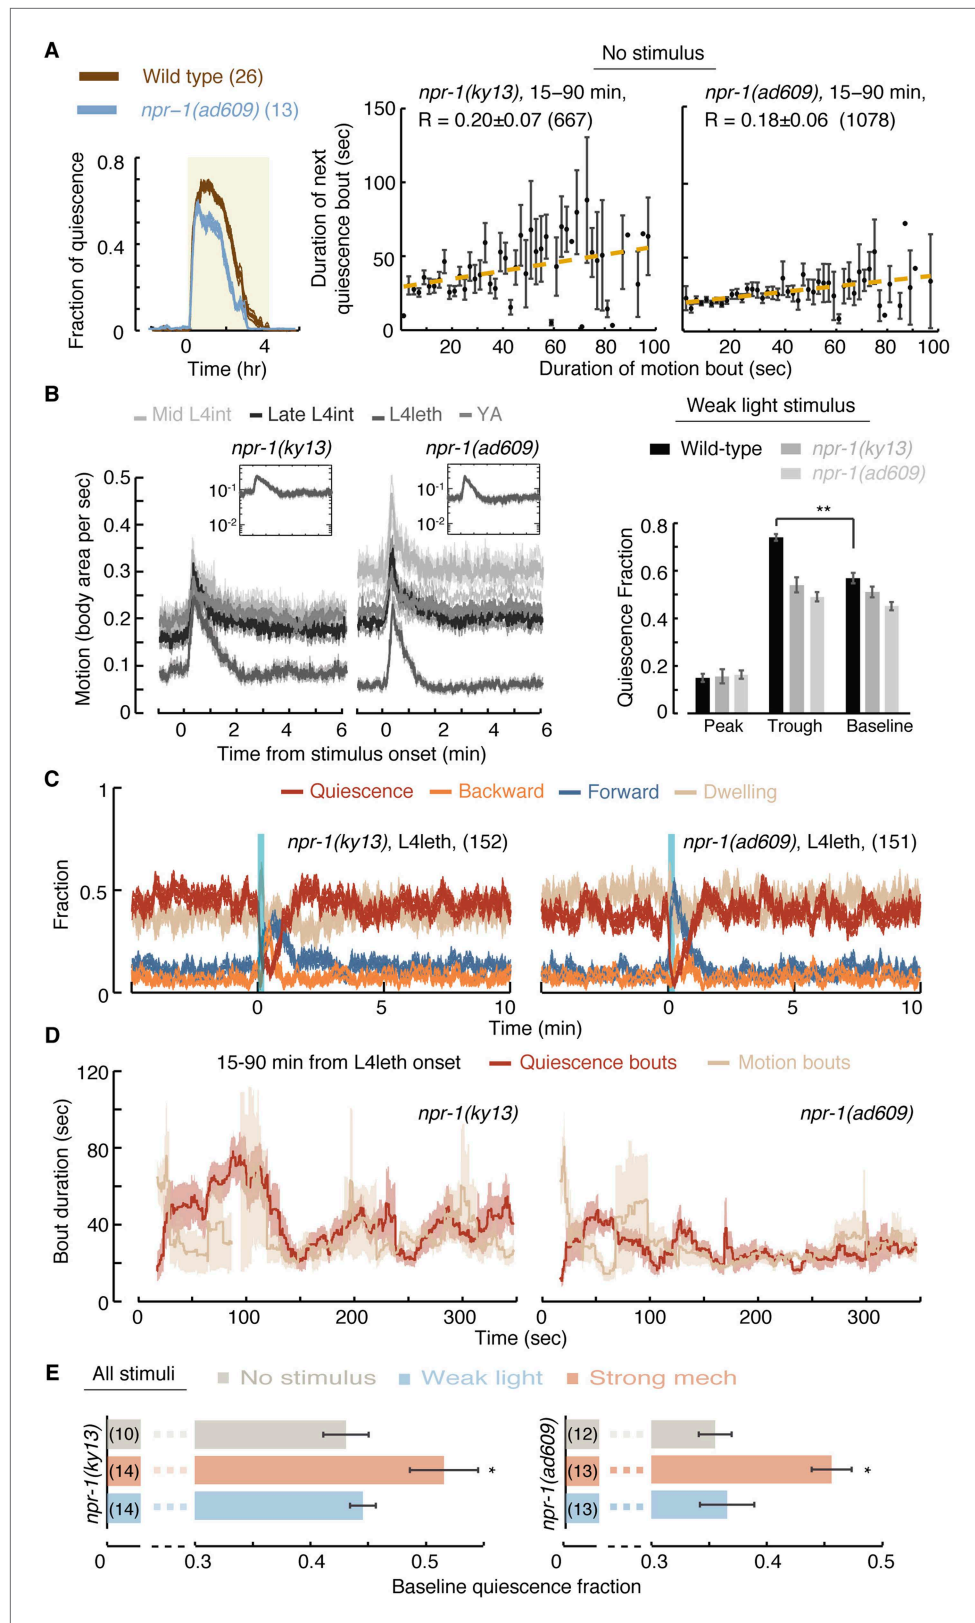 A
Wild type (26)
npr–1(ad609) (13)
Fraction of quiescence
0.8
0.4
0
0
4
Time (hr)
No stimulus
npr-1(ky13), 15–90 min,
R = 0.20±0.07 (667)
npr-1(ad609), 15–90 min,
R = 0.18±0.06 (1078)
Duration of next
quiescence bout (sec)
150
100
50
0
20 40 60 80 100
20 40 60 80 100
Duration of motion bout (sec)
B
Mid L4int Late L4int L4leth YA
npr-1(ky13)
npr-1(ad609)
Motion (body area per sec)
0.5
0.4
0.3
0.2
0.1
0
10-1
10-2
10-1
10-2
0 2 4 6
0 2 4 6
Time from stimulus onset (min)
Weak light stimulus
Wild-type npr-1(ky13)
npr-1(ad609)
Quiescence Fraction
0.8
0.6
0.4
0.2
0
**
Peak Trough Baseline
C
Quiescence Backward Forward Dwelling
npr-1(ky13), L4leth, (152)
npr-1(ad609), L4leth, (151)
Fraction
1
0.5
0
0 5 10
0 5 10
Time (min)
D
15-90 min from L4leth onset Quiescence bouts Motion bouts
npr-1(ky13)
npr-1(ad609)
Bout duration (sec)
120
80
40
0
0 100 200 300
0 100 200 300
Time (sec)
E
All stimuli
No stimulus Weak light Strong mech
npr-1(ky13)
(10)
(14)
*
(14)
0 0.3 0.4 0.5
npr-1(ad609)
(12)
(13)
*
(13)
0 0.3 0.4 0.5
Baseline quiescence fraction